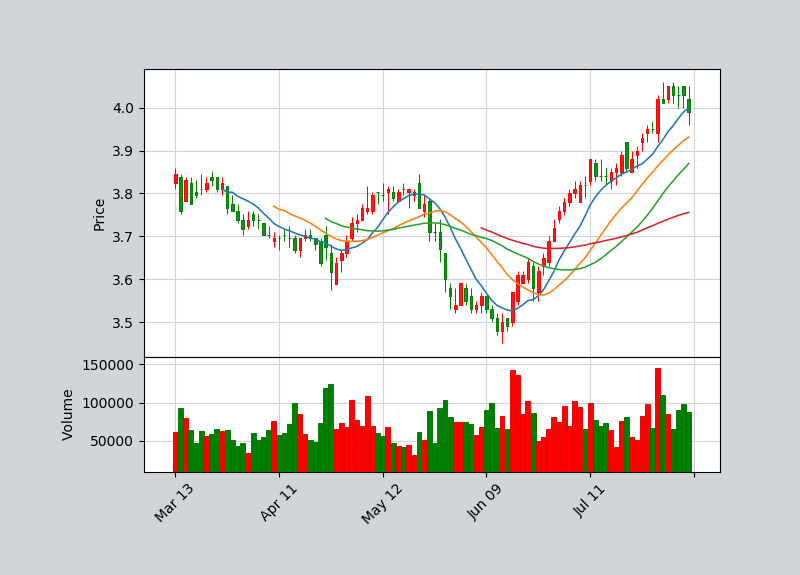 4.0
3.9
3.8
3.7
3.6
3.5
Price
150000
100000
50000
Volume
Mar 13
Apr 11
May 12
Jun 09
Jul 11